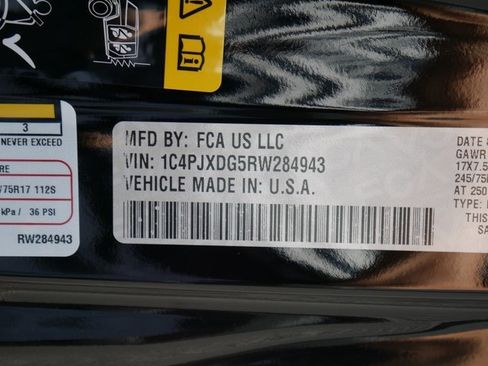 3
NEVER EXCEED
/75R17 112S
kPa / 36 PSI
RW284943
MFD BY: FCA US LLC
VIN: 1C4PJXDG5RW284943
VEHICLE MADE IN: U.S.A.
DATE
GAWR
17X7.5
245/75
AT 250
TYPE:
THIS
SA